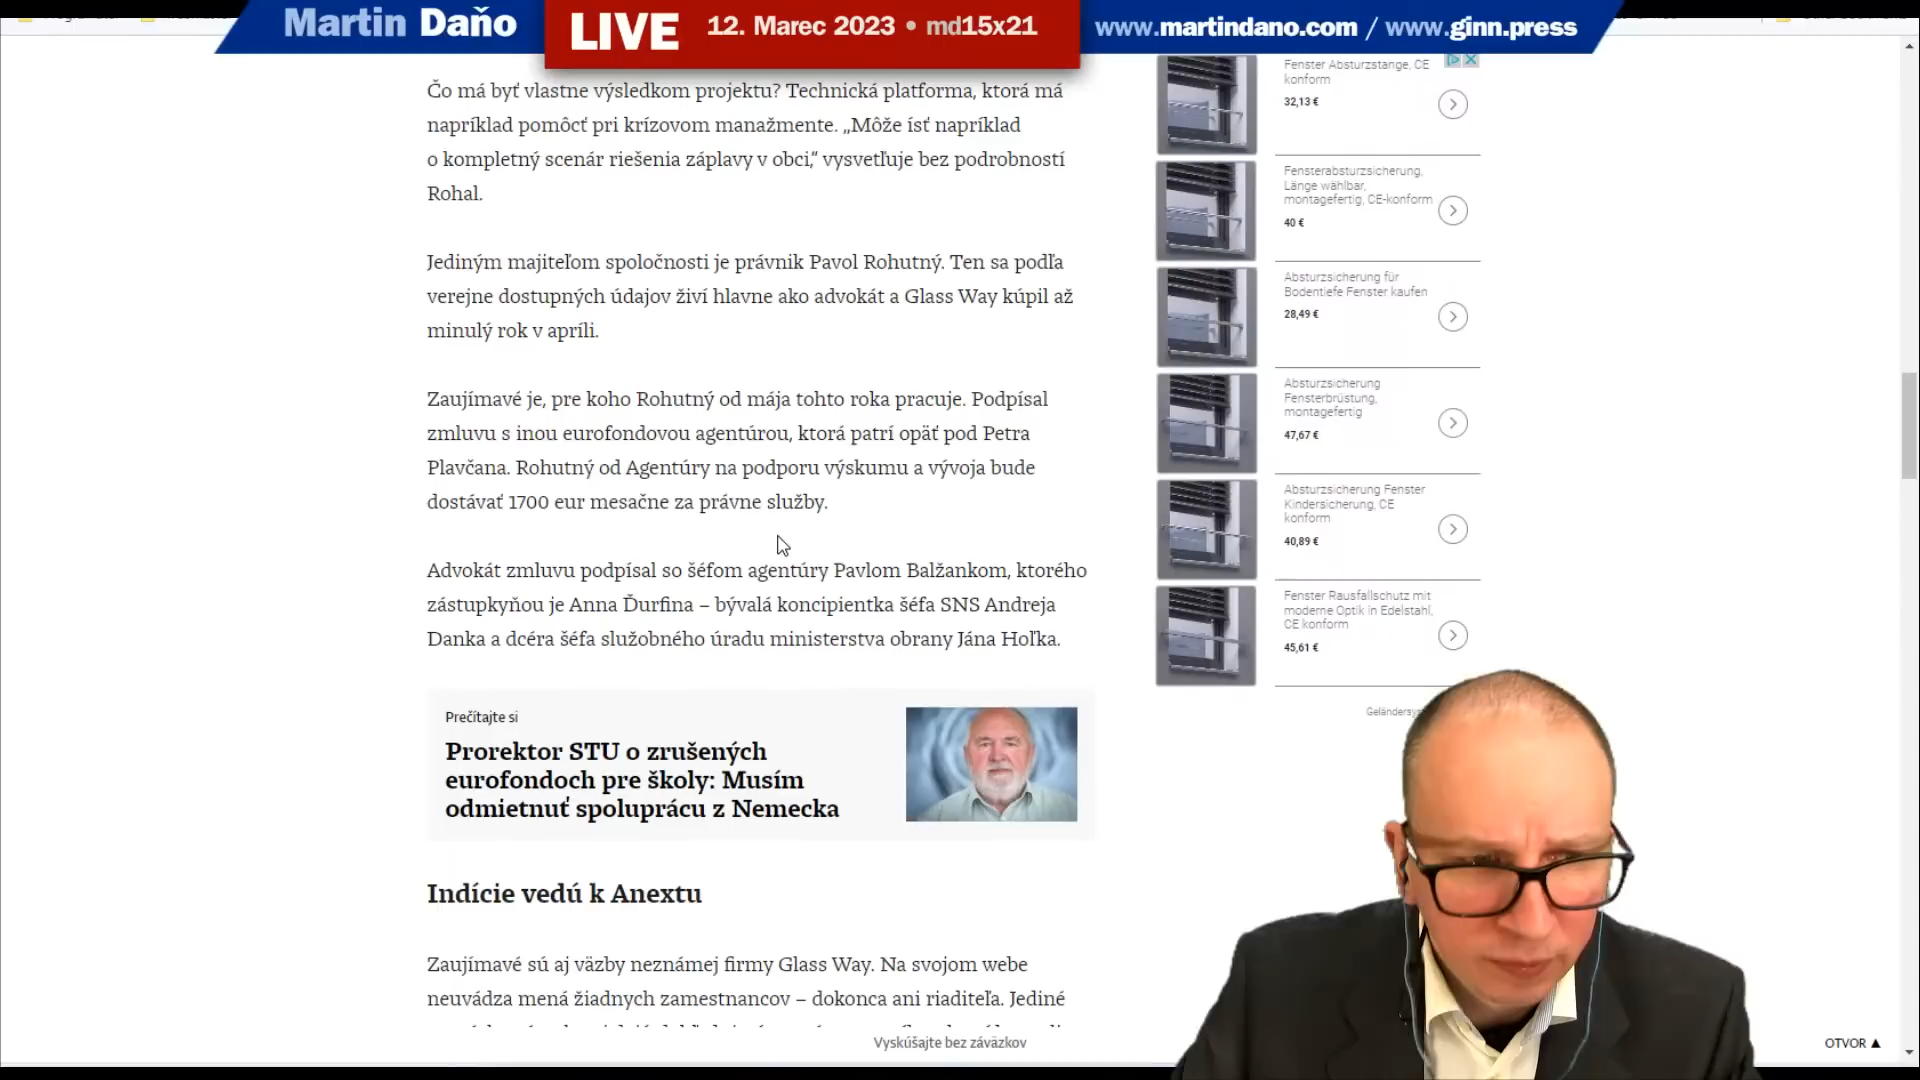 Martin Daňo
LIVE
12. Marec 2023 • md15x21
www.martindano.com / www.ginn.press
Čo má byť vlastne výsledkom projektu? Technická platforma, ktorá má
napríklad pomôcť pri krízovom manažmente. „Môže ísť napríklad
o kompletný scenár riešenia záplavy v obci,“ vysvetľuje bez podrobností
Rohal.
Jediným majiteľom spoločnosti je právnik Pavol Rohutný. Ten sa podľa
verejne dostupných údajov živí hlavne ako advokát a Glass Way kúpil až
minulý rok v apríli.
Zaujímavé je, pre koho Rohutný od mája tohto roka pracuje. Podpísal
zmluvu s inou eurofondovou agentúrou, ktorá patrí opäť pod Petra
Plavčana. Rohutný od Agentúry na podporu výskumu a vývoja bude
dostávať 1700 eur mesačne za právne služby.
Advokát zmluvu podpísal so šéfom agentúry Pavlom Balžankom, ktorého
zástupkyňou je Anna Ďurfina – bývalá koncipientka šéfa SNS Andreja
Danka a dcéra šéfa služobného úradu ministerstva obrany Jána Hoľka.
Prečítajte si
Prorektor STU o zrušených
eurofondoch pre školy: Musím
odmietnuť spoluprácu z Nemecka
Indície vedú k Anextu
Zaujímavé sú aj väzby neznámej firmy Glass Way. Na svojom webe
neuvádza mená žiadnych zamestnancov – dokonca ani riaditeľa. Jediné
Vyskúšajte bez záväzkov
OTVOR ▲
Fenster Absturzstange, CE
konform
32,13 €
Fensterabsturzsicherung,
Länge wählbar,
montagefertig, CE-konform
40 €
Absturzsicherung für
Bodentiefe Fenster kaufen
28,49 €
Absturzsicherung
Fensterbrüstung,
montagefertig
47,67 €
Absturzsicherung Fenster
Kindersicherung, CE
konform
40,89 €
Fenster Rausfallschutz mit
moderne Optik in Edelstahl,
CE konform
45,61 €